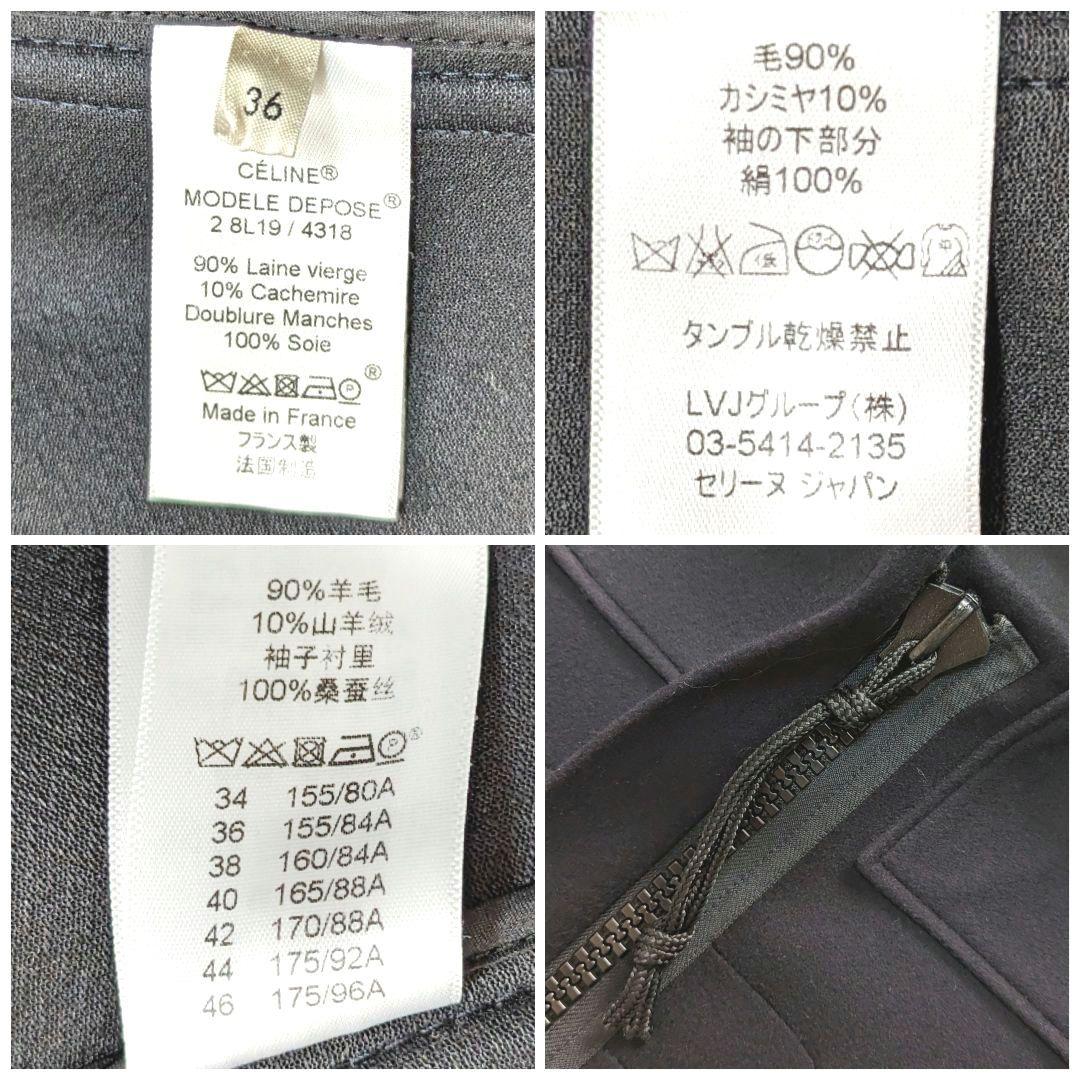 36
CÉLINE®
MODELE DEPOSE®
2 8L19 / 4318
90% Laine vierge
10% Cachemire
Doublure Manches
100% Soie
P ®
Made in France
フランス製
法国制造
毛90%
カシミヤ10%
袖の下部分
絹100%
タンブル乾燥禁止
LVJグループ(株)
03-5414-2135
セリーヌ ジャパン
90%羊毛
10%山羊绒
袖子衬里
100%桑蚕丝
P ®
34 155/80A
36 155/84A
38 160/84A
40 165/88A
42 170/88A
44 175/92A
46 175/96A